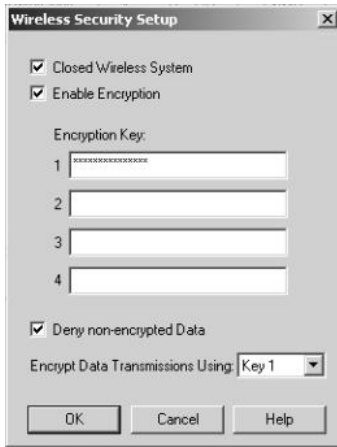 Wireless Security Setup
Closed Wireless System
Enable Encryption
Encryption Key:
1 ××××××××××××××
2
3
4
Deny non-encrypted Data
Encrypt Data Transmissions Using: Key 1
OK Cancel Help